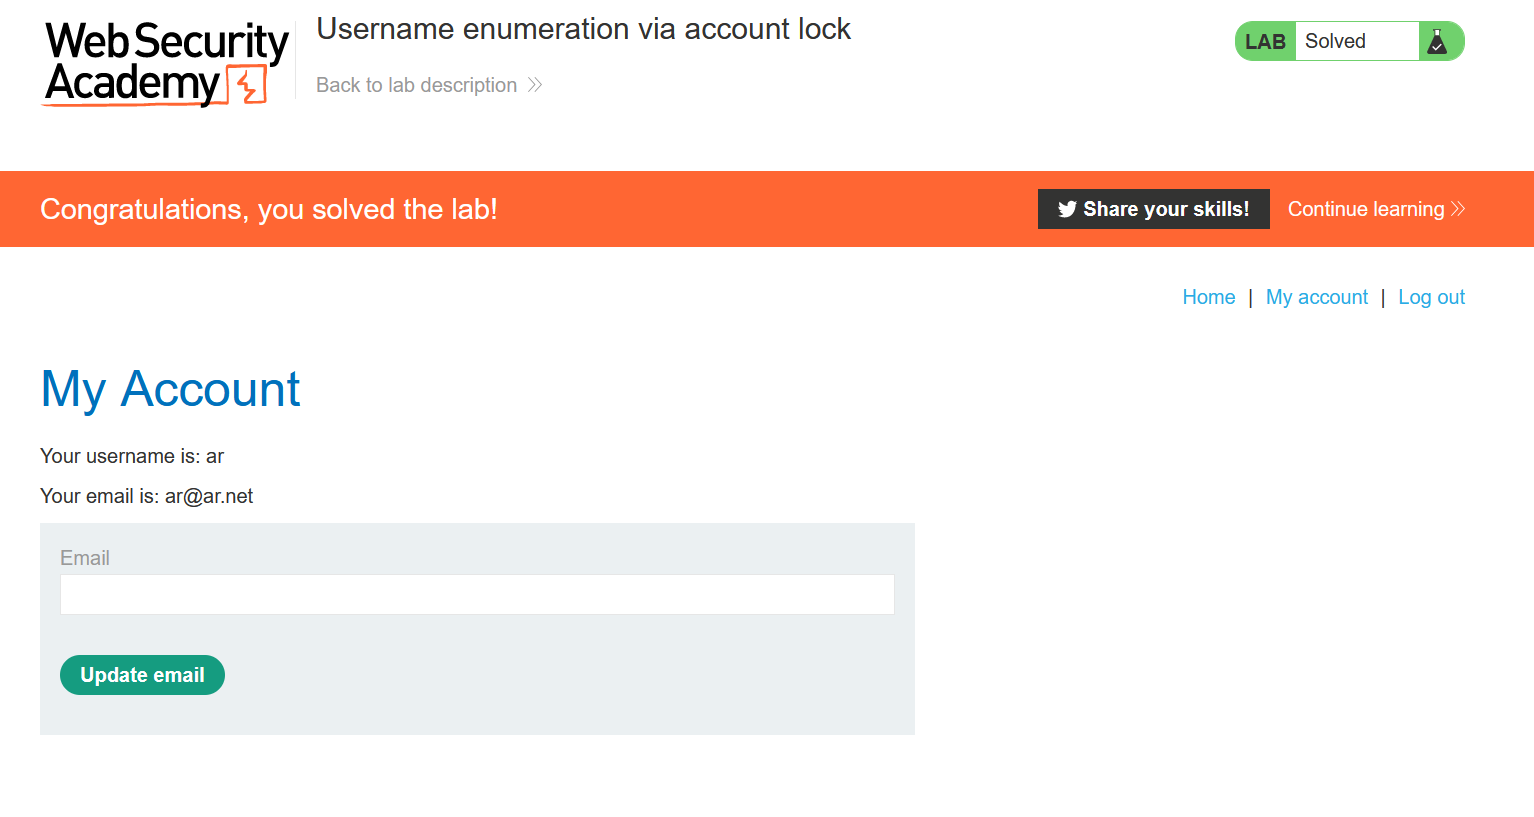 Web Security
Academy
Username enumeration via account lock
Back to lab description
LAB Solved
Congratulations, you solved the lab!
Share your skills!
Continue learning
Home | My account | Log out
My Account
Your username is: ar
Your email is: ar@ar.net
Email
Update email